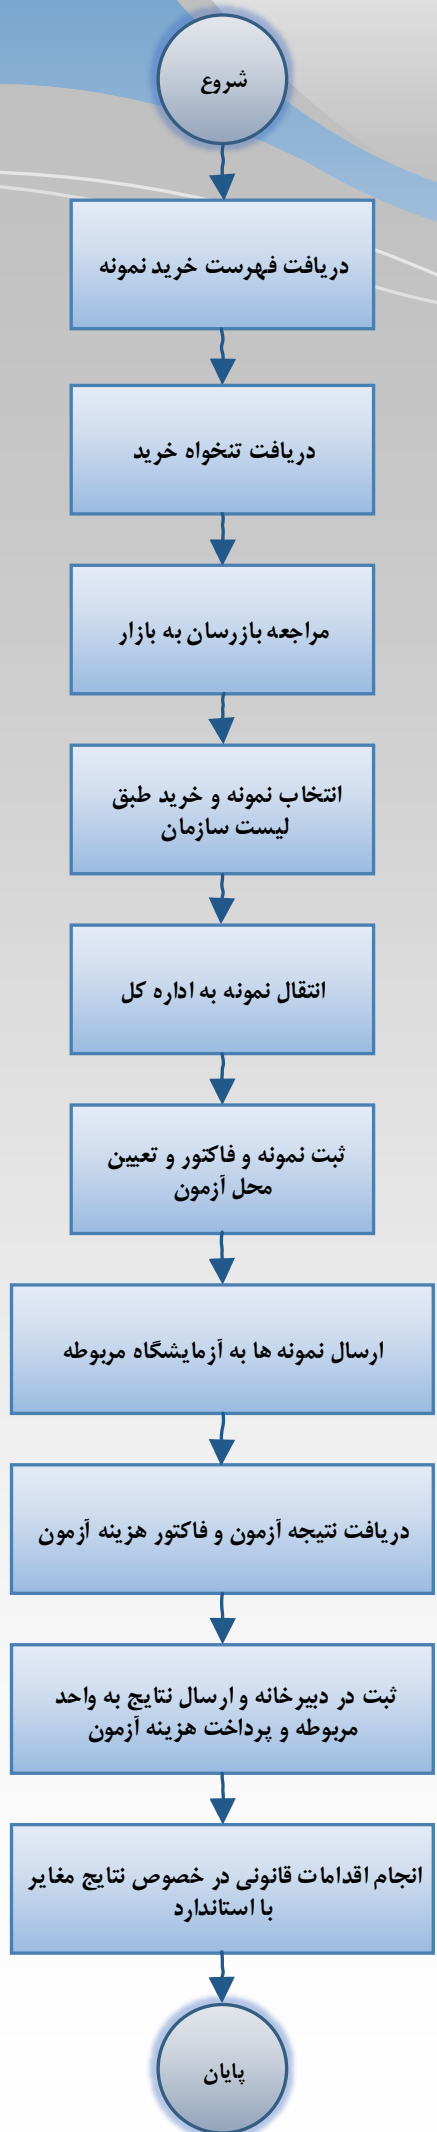 شروع
دریافت فهرست خرید نمونه
دریافت تنخواه خرید
مراجعه بازرسان به بازار
انتخاب نمونه و خرید طبق
لیست سازمان
انتقال نمونه به اداره کل
ثبت نمونه و فاکتور و تعیین
محل آزمون
ارسال نمونه ها به آزمایشگاه مربوطه
دریافت نتیجه آزمون و فاکتور هزینه آزمون
ثبت در دبیرخانه و ارسال نتایج به واحد
مربوطه و پرداخت هزینه آزمون
انجام اقدامات قانونی در خصوص نتایج مغایر
با استاندارد
پایان